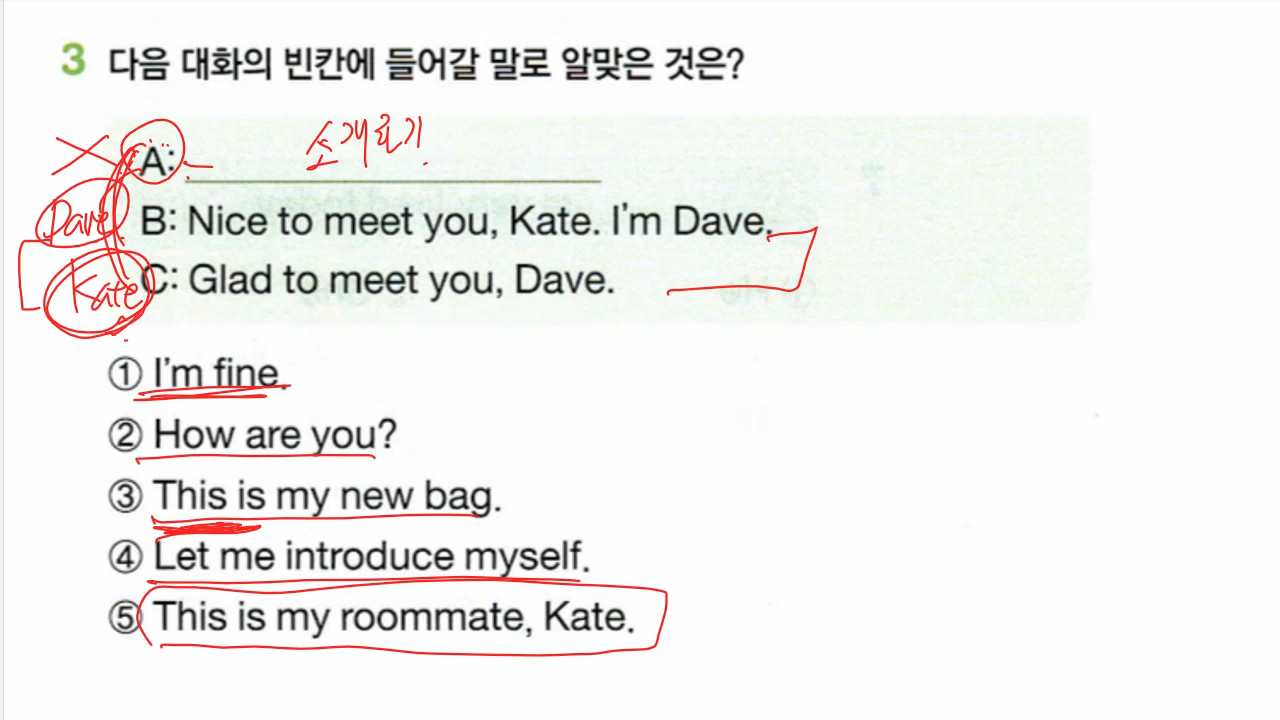 3 다음 대화의 빈칸에 들어갈 말로 알맞은 것은?
소개하기
A:
Dave B: Nice to meet you, Kate. I'm Dave.
Kate C: Glad to meet you, Dave.
① I'm fine.
② How are you?
③ This is my new bag.
④ Let me introduce myself.
⑤ This is my roommate, Kate.